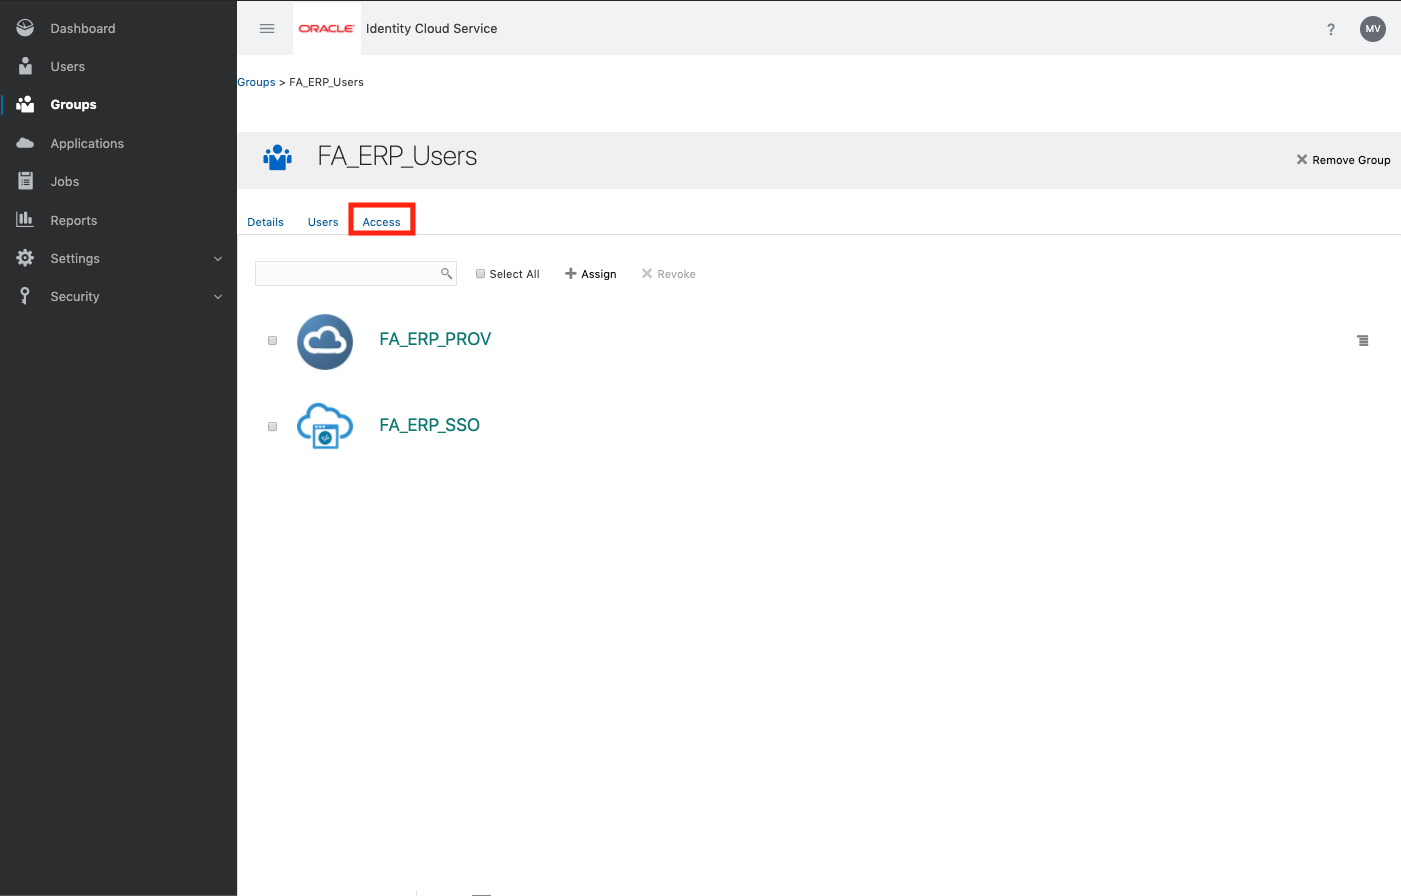 Dashboard
Users
Groups
Applications
Jobs
Reports
Settings
Security
ORACLE Identity Cloud Service
? MV
Groups > FA_ERP_Users
FA_ERP_Users
Remove Group
Details Users Access
Select All Assign Revoke
FA_ERP_PROV
FA_ERP_SSO